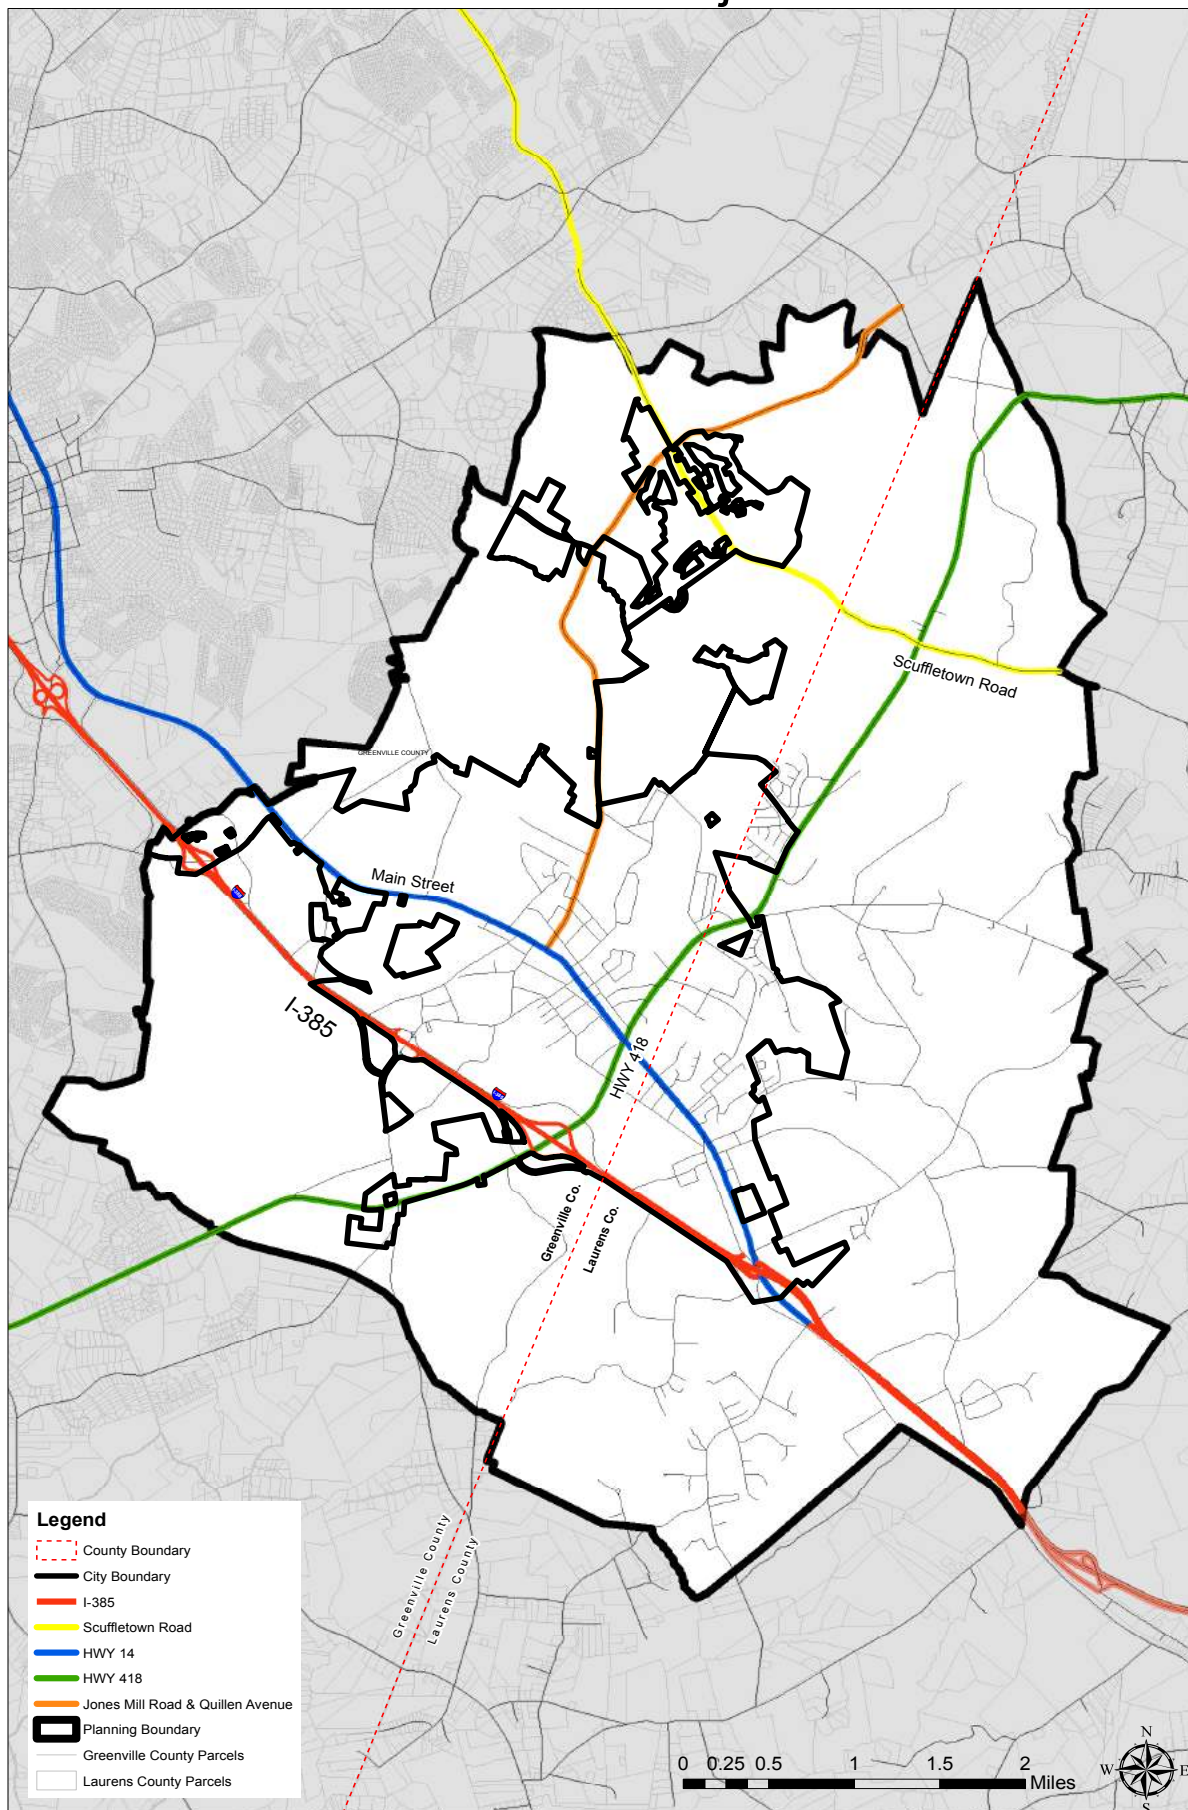 Scuffletown Road
GREENVILLE COUNTY
Main Street
I-385
HWY 418
Greenville Co.
Laurens Co.
Greenville County
Laurens County
Legend
County Boundary
City Boundary
I-385
Scuffletown Road
HWY 14
HWY 418
Jones Mill Road & Quillen Avenue
Planning Boundary
Greenville County Parcels
Laurens County Parcels
0 0.25 0.5 1 1.5 2
Miles
N
W E
S